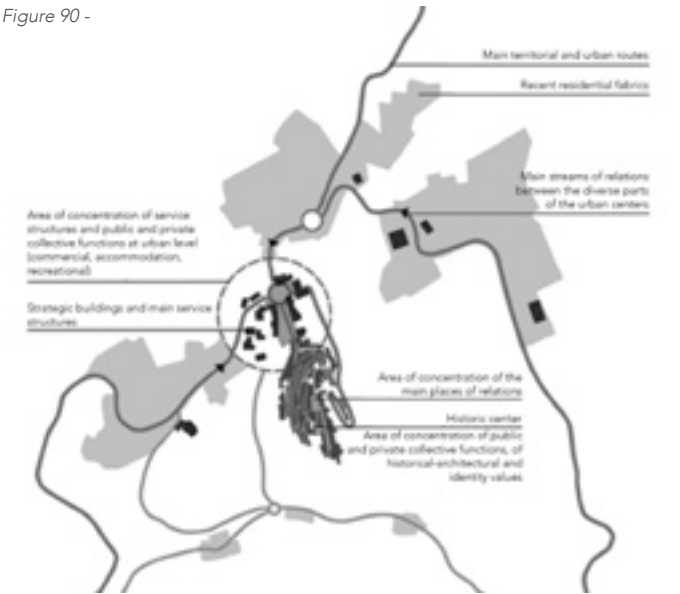 Figure 90 -
Main territorial and urban routes
Recent residential fabrics
Main streams of relations
between the diverse parts
of the urban centers
Area of concentration of service
structures and public and private
collective functions at urban level
(commercial, accommodation,
recreational)
Strategic buildings and main service
structures
Area of concentration of the
main places of relations
Historic center
Area of concentration of public
and private collective functions, of
historical-architectural and
identity values